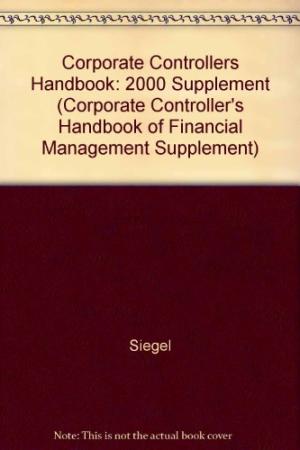 Corporate Controllers
Handbook: 2000 Supplement
(Corporate Controller's
Handbook of Financial
Management Supplement)
Siegel
Note: This is not the actual book cover